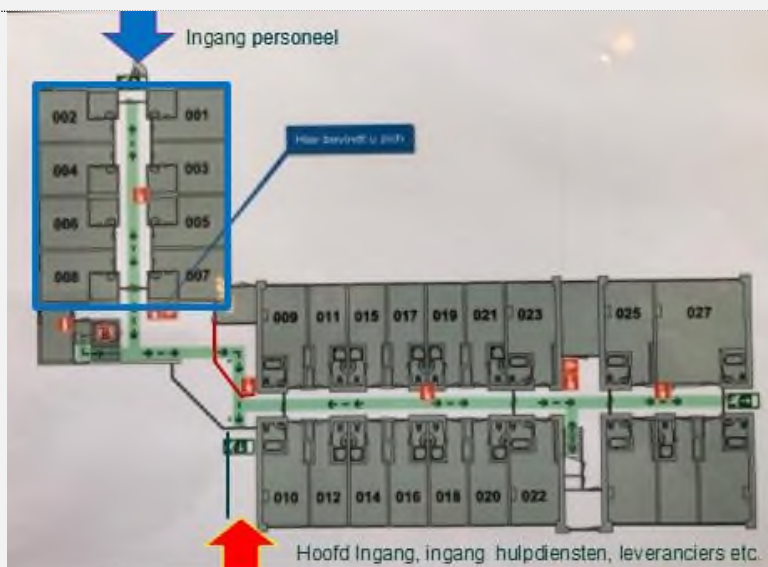 Ingang personeel
002 001
Hier bevindt u zich
004 003
006 005
008 007
009 011 015 017 019 021 023 025 027
010 012 014 016 018 020 022
Hoofd Ingang, ingang hulpdiensten, leveranciers etc.